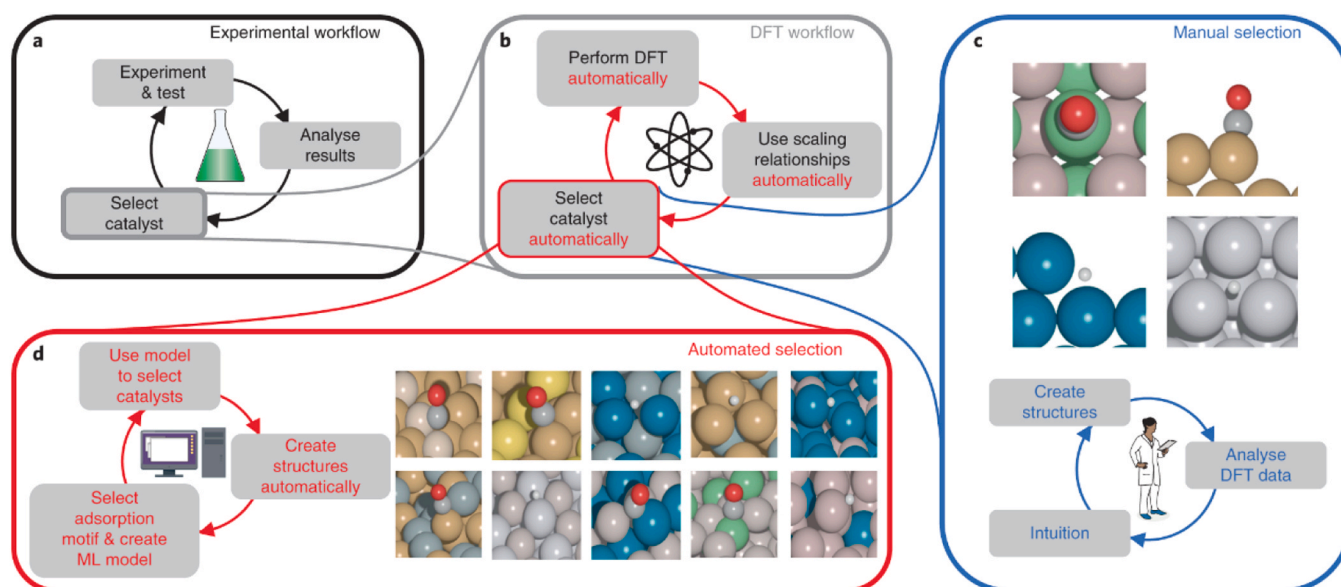 a
Experimental workflow
Experiment
& test
Analyse
results
Select
catalyst
b
DFT workflow
Perform DFT
automatically
Use scaling
relationships
automatically
Select
catalyst
automatically
c
Manual selection
Create
structures
Analyse
DFT data
Intuition
d
Automated selection
Use model
to select
catalysts
Create
structures
automatically
Select
adsorption
motif & create
ML model